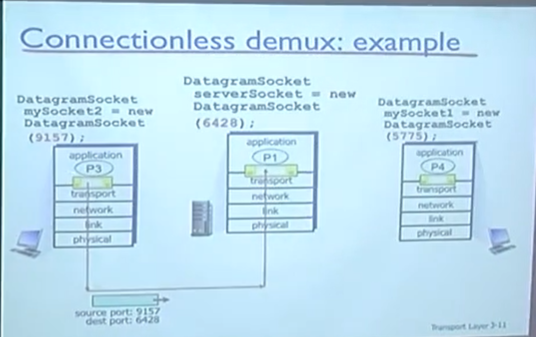 Connectionless demux: example
DatagramSocket
mySocket2 = new
DatagramSocket
(9157);
DatagramSocket
serverSocket = new
DatagramSocket
(6428);
DatagramSocket
mySocket1 = new
DatagramSocket
(5775);
application
P3
transport
network
link
physical
application
P1
transport
network
link
physical
application
P4
transport
network
link
physical
source port: 9157
dest port: 6428
Transport Layer 3-11